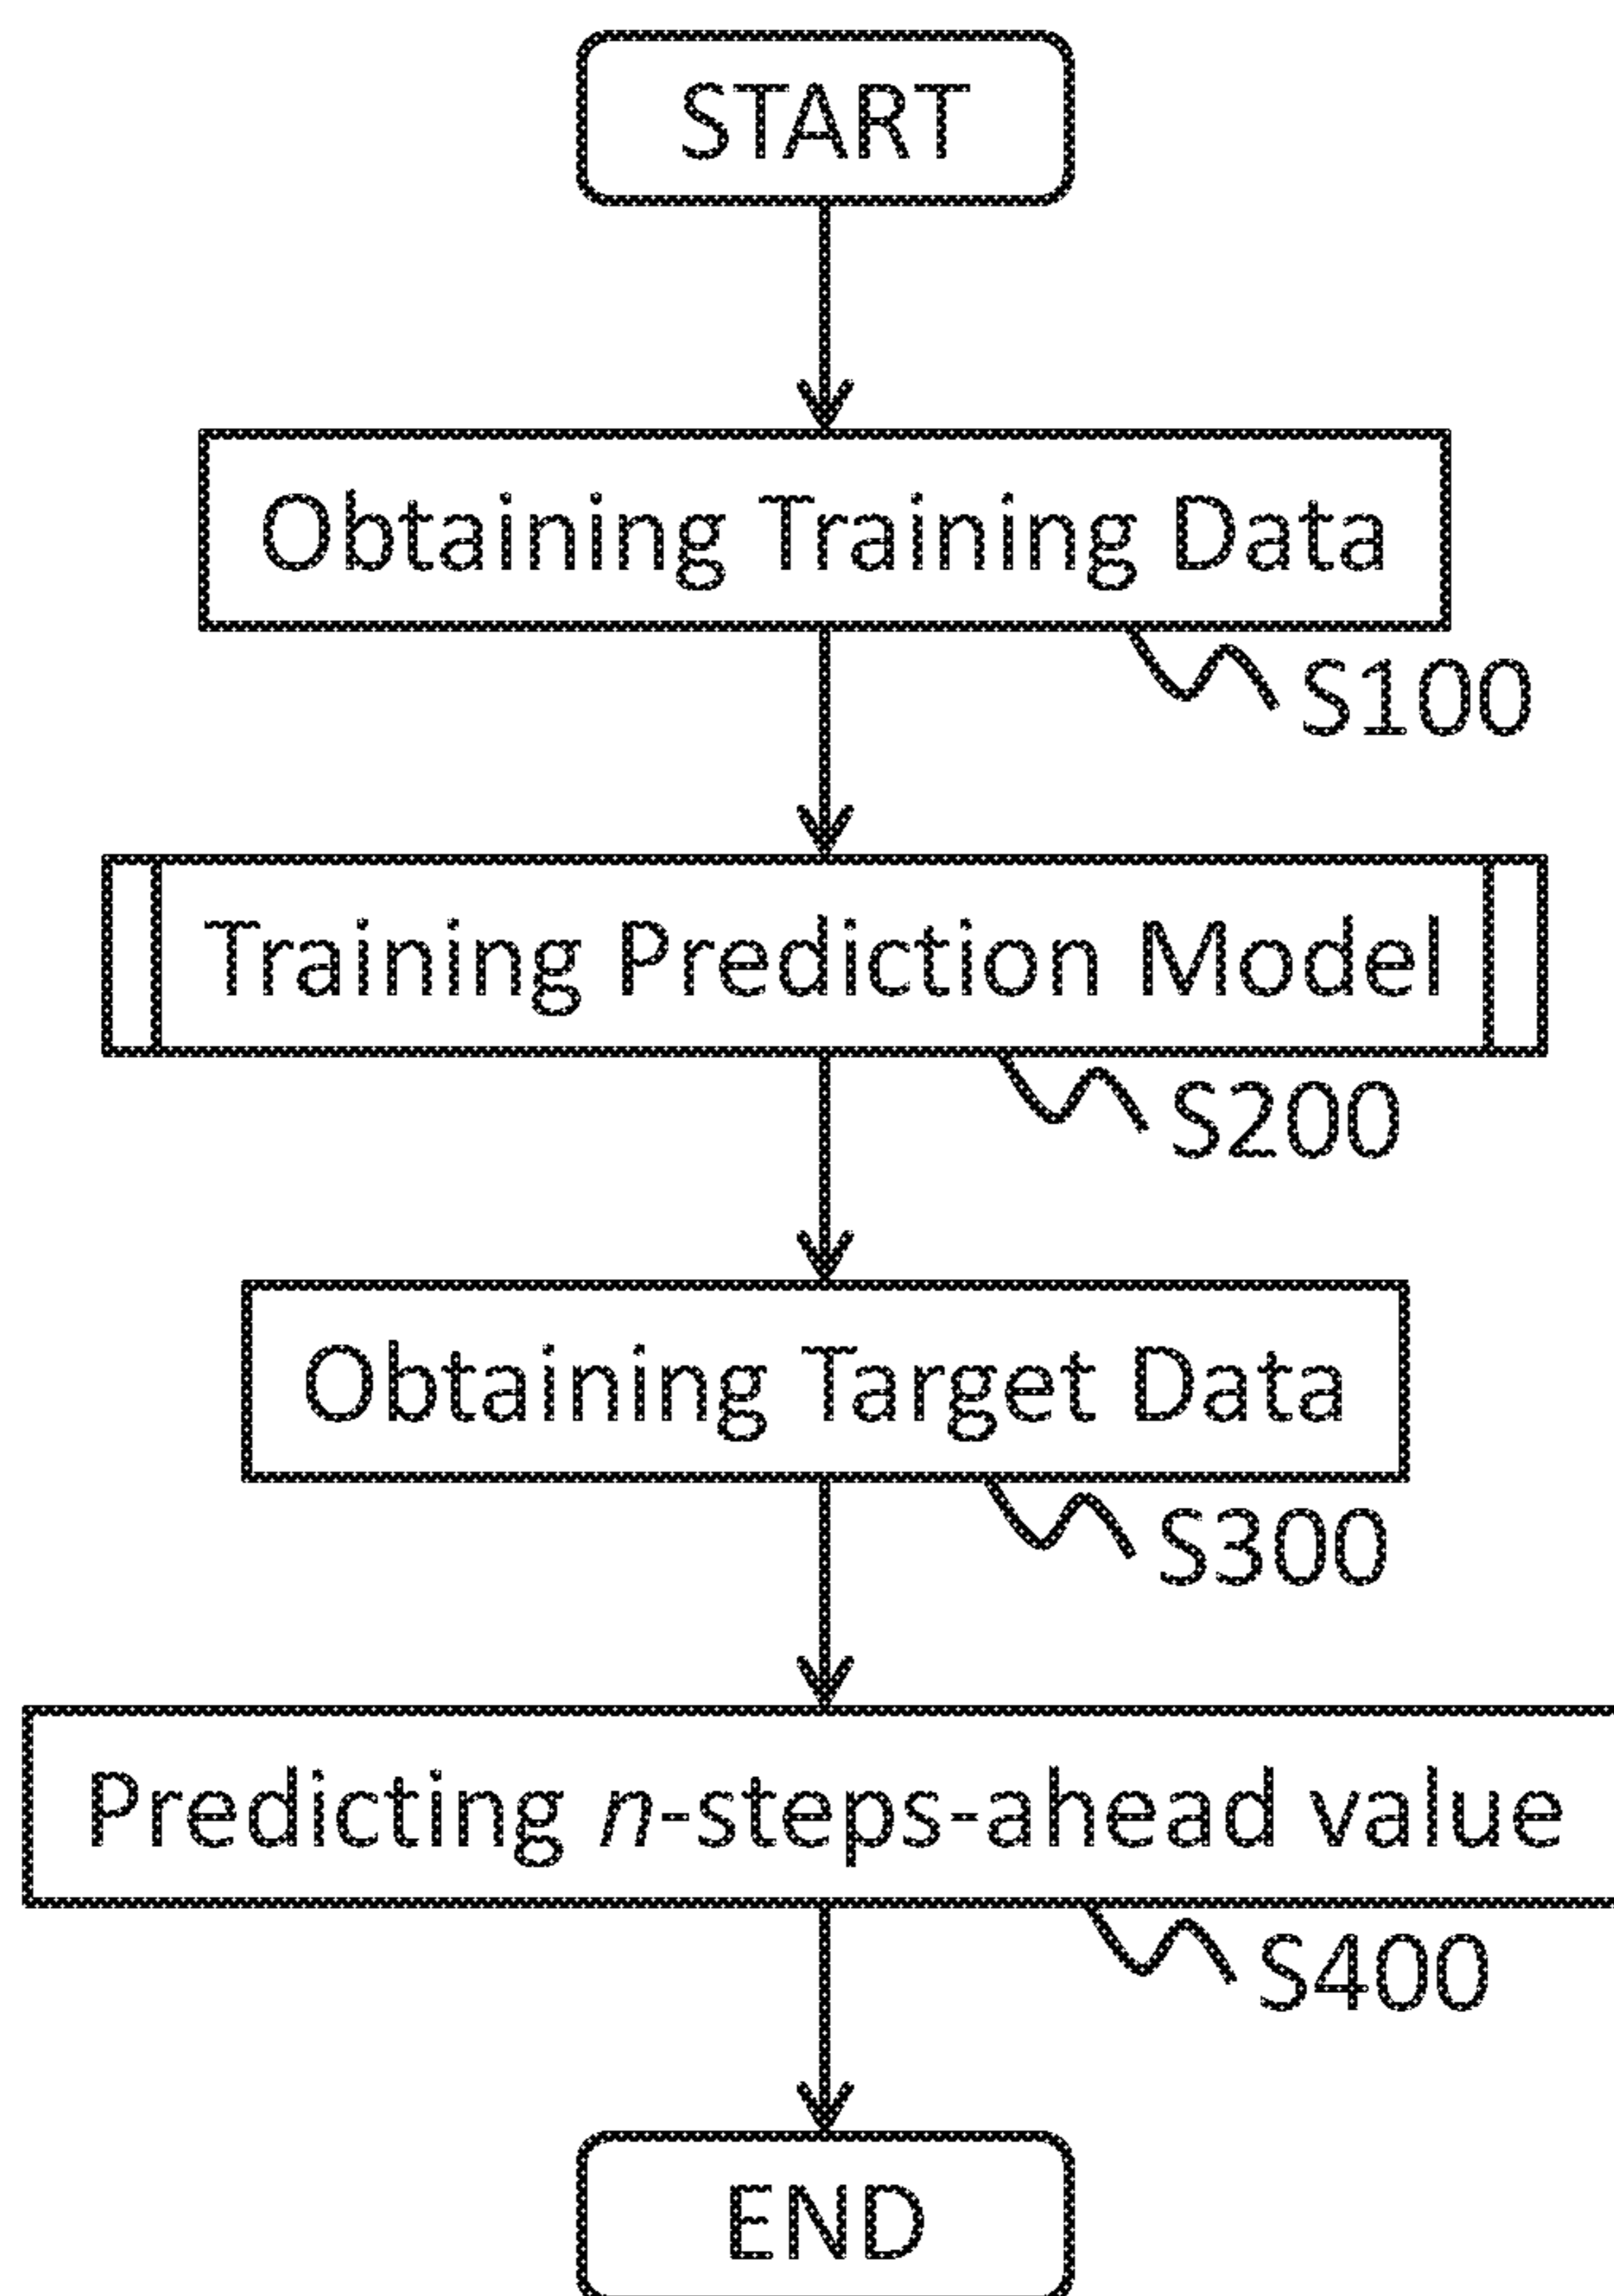 START
Obtaining Training Data
S100
Training Prediction Model
S200
Obtaining Target Data
S300
Predicting n-steps-ahead value
S400
END